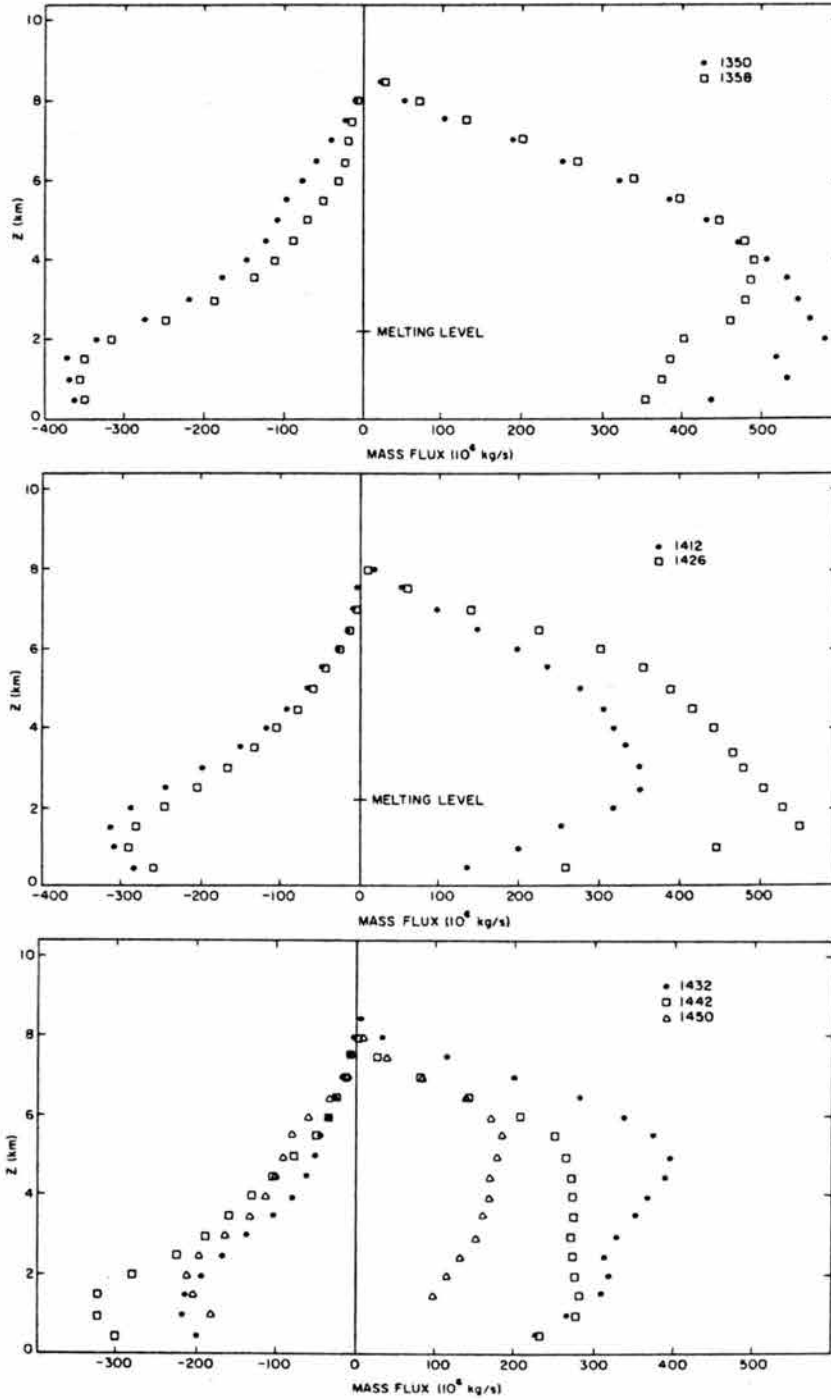 10
8
6
4
2
0
Z (km)
• 1350
□ 1358
MELTING LEVEL
-400 -300 -200 -100 0 100 200 300 400 500
MASS FLUX (10⁶ kg/s)
10
8
6
4
2
0
Z (km)
• 1412
□ 1426
MELTING LEVEL
-400 -300 -200 -100 0 100 200 300 400 500
MASS FLUX (10⁶ kg/s)
10
8
6
4
2
0
Z (km)
• 1432
□ 1442
△ 1450
-300 -200 -100 0 100 200 300 400 500
MASS FLUX (10⁶ kg/s)